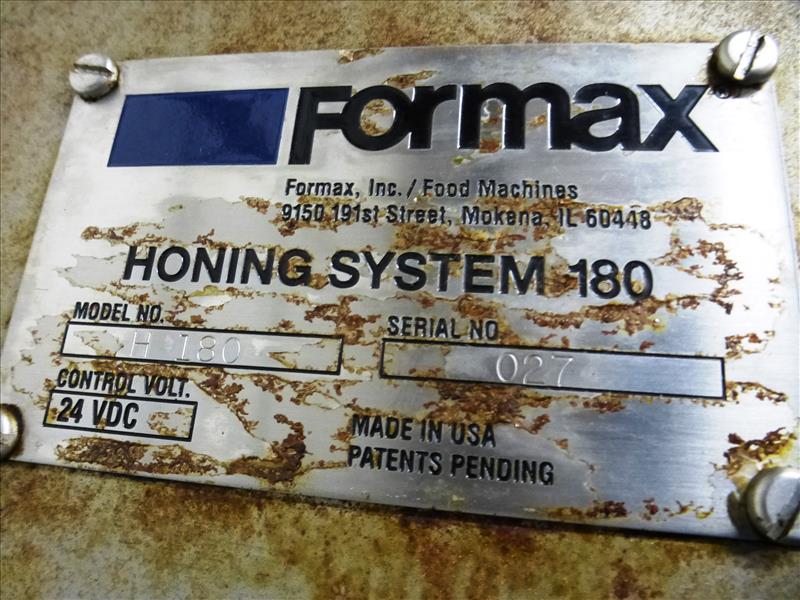 Formax®
Formax, Inc./Food Machines
9150 191st Street, Mokena, IL 60448
HONING SYSTEM 180
MODEL NO. H 180
SERIAL NO 027
CONTROL VOLT.
24 VDC
MADE IN USA
PATENTS PENDING